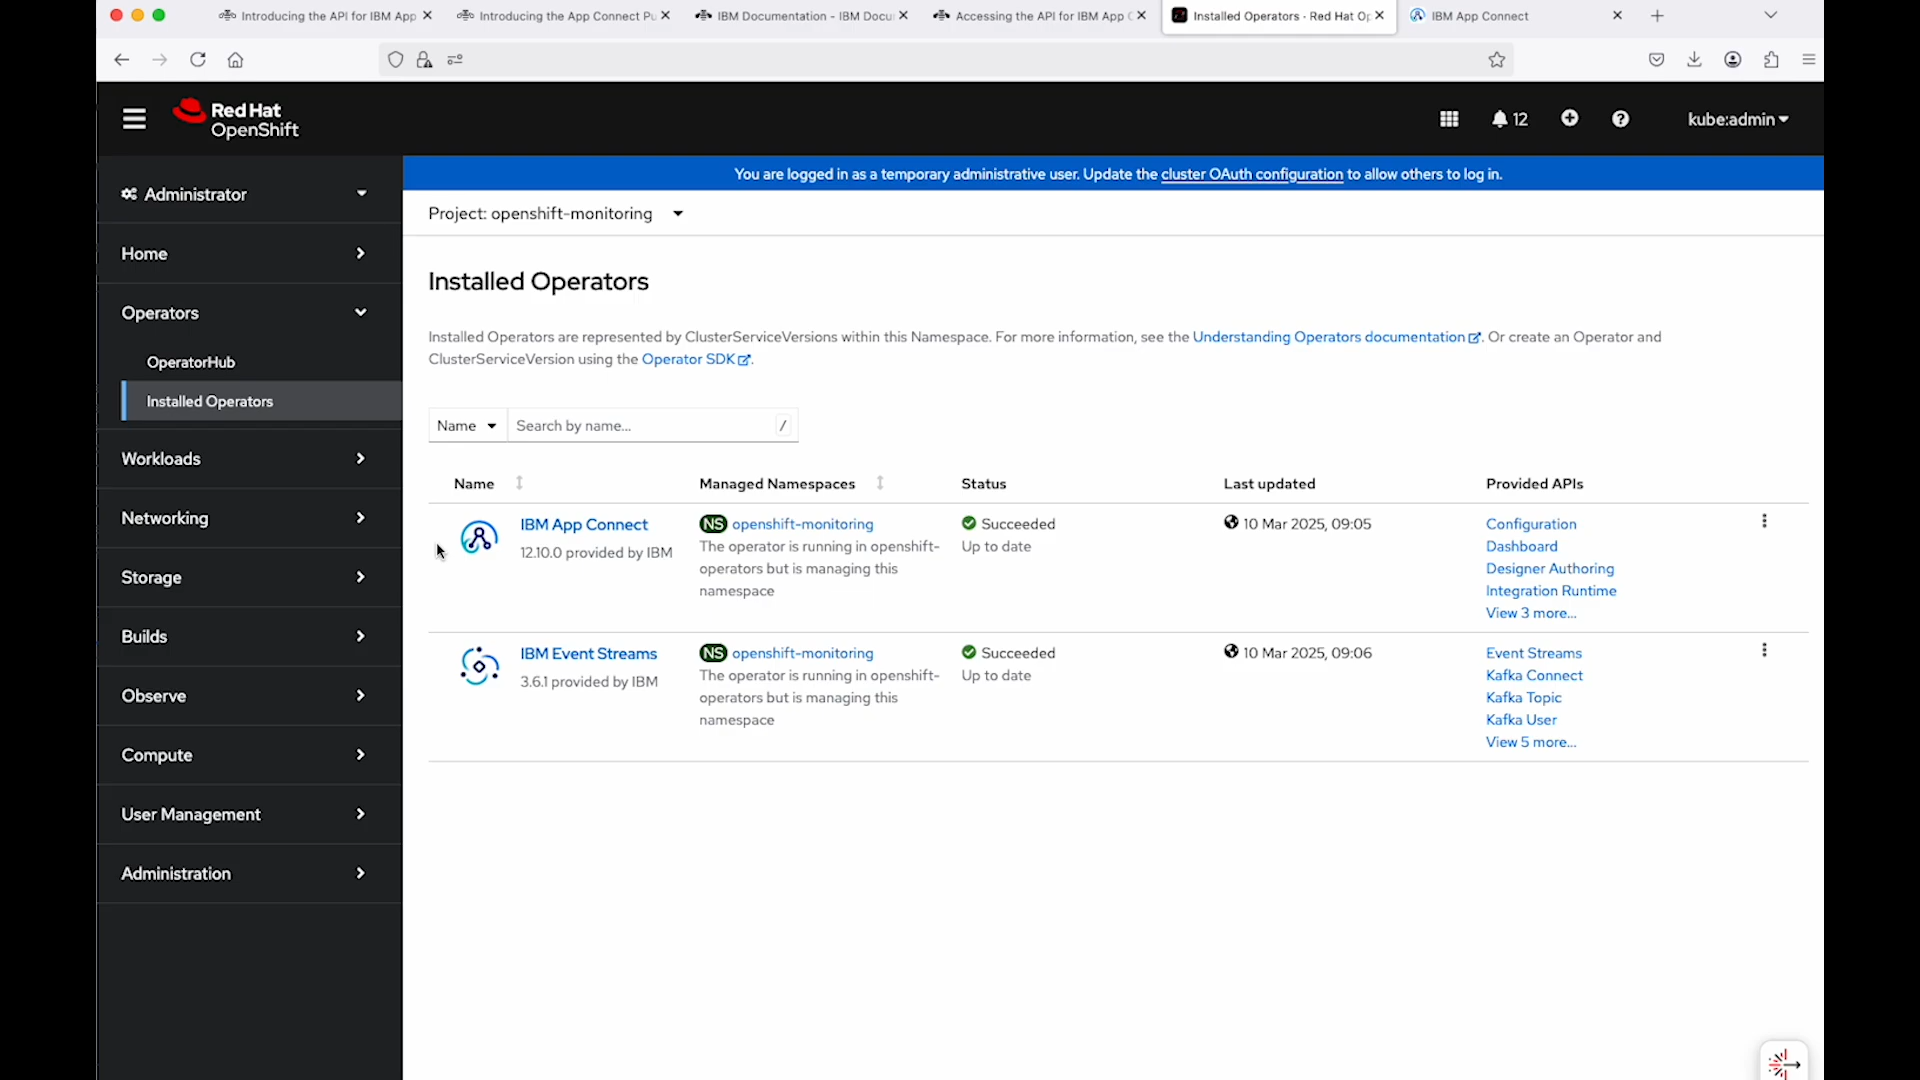 Introducing the API for IBM App
Introducing the App Connect Pu
IBM Documentation - IBM Docu
Accessing the API for IBM App C
Installed Operators · Red Hat Op
IBM App Connect
Red Hat
OpenShift
12
kube:admin
Administrator
Home
Operators
OperatorHub
Installed Operators
Workloads
Networking
Storage
Builds
Observe
Compute
User Management
Administration
You are logged in as a temporary administrative user. Update the cluster OAuth configuration to allow others to log in.
Project: openshift-monitoring
Installed Operators
Installed Operators are represented by ClusterServiceVersions within this Namespace. For more information, see the Understanding Operators documentation. Or create an Operator and
ClusterServiceVersion using the Operator SDK.
Name
Search by name...
/
Name
Managed Namespaces
Status
Last updated
Provided APIs
IBM App Connect
12.10.0 provided by IBM
NS openshift-monitoring
The operator is running in openshift-
operators but is managing this
namespace
Succeeded
Up to date
10 Mar 2025, 09:05
Configuration
Dashboard
Designer Authoring
Integration Runtime
View 3 more...
IBM Event Streams
3.6.1 provided by IBM
NS openshift-monitoring
The operator is running in openshift-
operators but is managing this
namespace
Succeeded
Up to date
10 Mar 2025, 09:06
Event Streams
Kafka Connect
Kafka Topic
Kafka User
View 5 more...